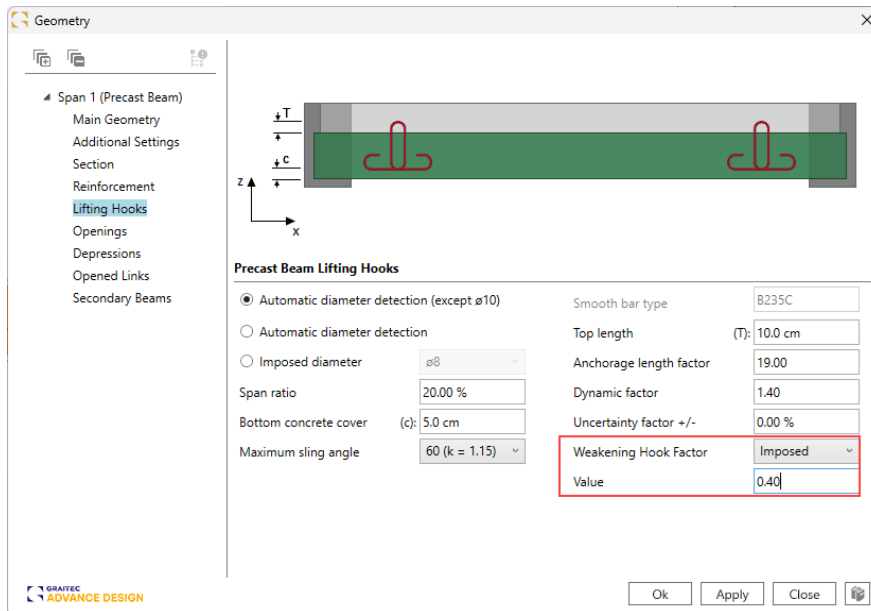 Geometry
Span 1 (Precast Beam)
Main Geometry
Additional Settings
Section
Reinforcement
Lifting Hooks
Openings
Depressions
Opened Links
Secondary Beams
T
c
z
x
Precast Beam Lifting Hooks
Automatic diameter detection (except ø10)
Automatic diameter detection
Imposed diameter ø8
Span ratio 20.00 %
Bottom concrete cover (c): 5.0 cm
Maximum sling angle 60 (k = 1.15)
Smooth bar type B235C
Top length (T): 10.0 cm
Anchorage length factor 19.00
Dynamic factor 1.40
Uncertainty factor +/- 0.00 %
Weakening Hook Factor Imposed
Value 0.40
GRAITEC
ADVANCE DESIGN
Ok Apply Close